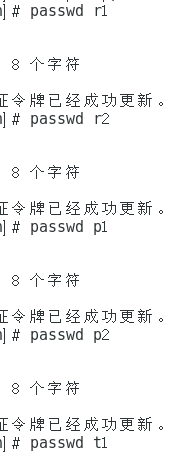 ]# passwd r1
8 个字符
证令牌已经成功更新。
]# passwd r2
8 个字符
证令牌已经成功更新。
]# passwd p1
8 个字符
证令牌已经成功更新。
]# passwd p2
8 个字符
证令牌已经成功更新。
]# passwd t1